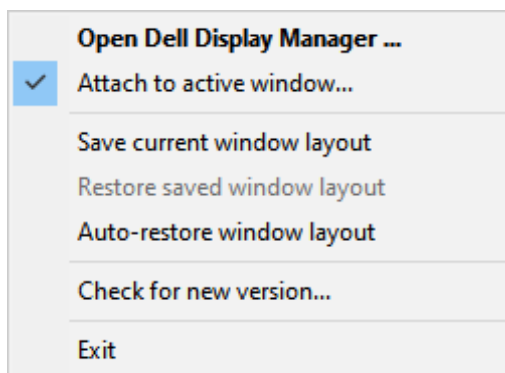 Open Dell Display Manager ...
Attach to active window...
Save current window layout
Restore saved window layout
Auto-restore window layout
Check for new version...
Exit